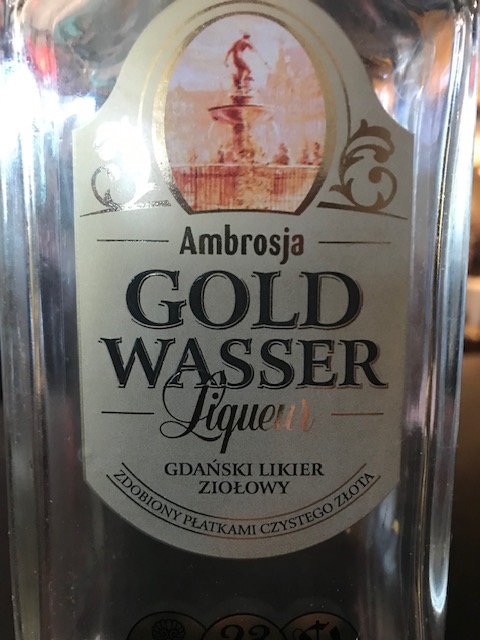 Ambrosja
GOLD
WASSER
Liqueur
GDAŃSKI LIKIER
ZIOŁOWY
ZDOBIONY PŁATKAMI CZYSTEGO ZŁOTA